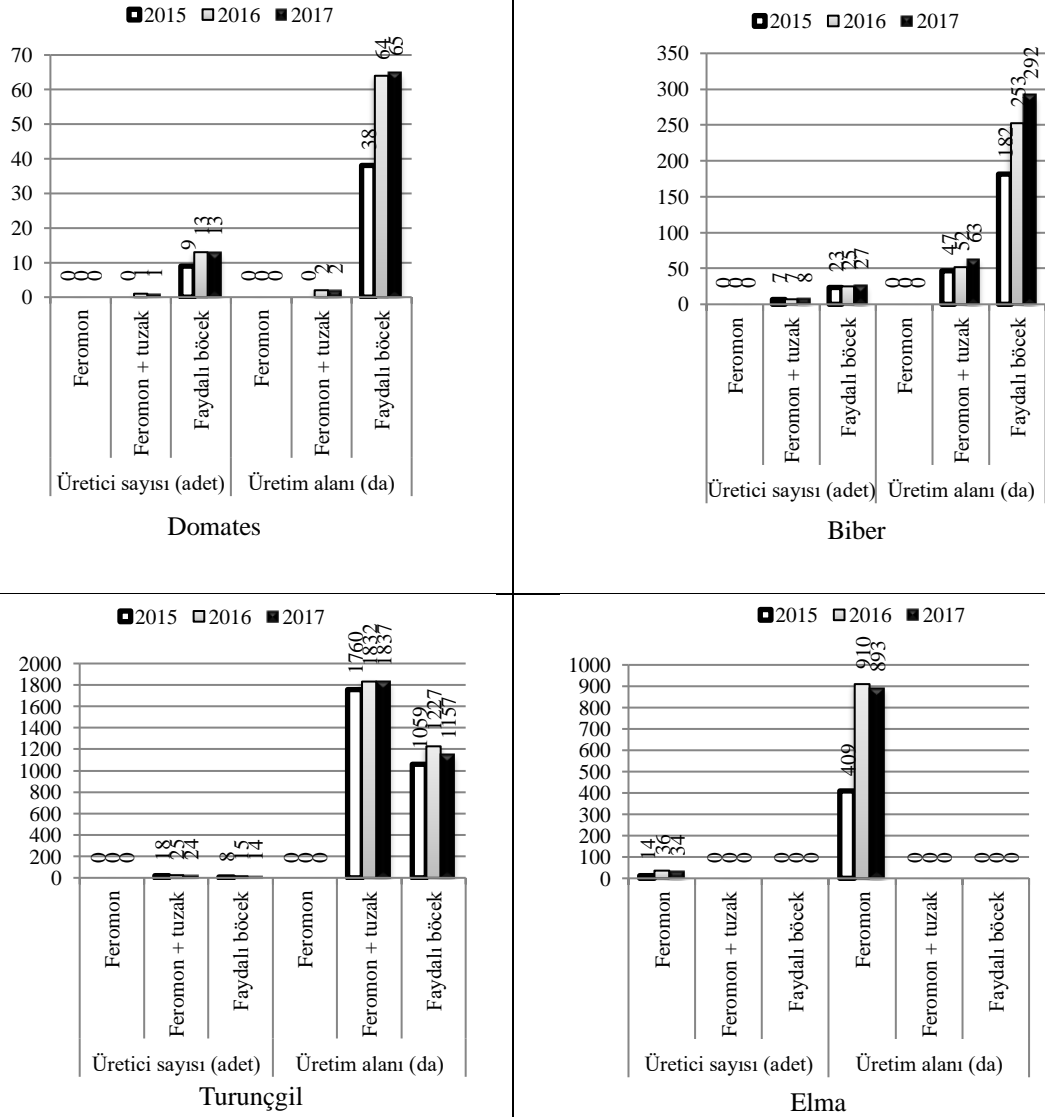 2015 2016 2017
70
60
50
40
30
20
10
0
0 0 0 0 1 1 9 13 13 0 0 0 0 2 2 38 64 65
Feromon
Feromon + tuzak
Faydalı böcek
Feromon
Feromon + tuzak
Faydalı böcek
Üretici sayısı (adet) Üretim alanı (da)
Domates
2015 2016 2017
350
300
250
200
150
100
50
0
0 0 0 7 7 8 23 25 27 0 0 0 47 52 63 182 253 292
Feromon
Feromon + tuzak
Faydalı böcek
Feromon
Feromon + tuzak
Faydalı böcek
Üretici sayısı (adet) Üretim alanı (da)
Biber
2015 2016 2017
2000
1800
1600
1400
1200
1000
800
600
400
200
0
0 0 0 18 25 24 8 15 14 0 0 0 1760 1832 1837 1059 1227 1157
Feromon
Feromon + tuzak
Faydalı böcek
Feromon
Feromon + tuzak
Faydalı böcek
Üretici sayısı (adet) Üretim alanı (da)
Turunçgil
2015 2016 2017
1000
900
800
700
600
500
400
300
200
100
0
14 36 34 0 0 0 0 0 0 409 910 893 0 0 0 0 0 0
Feromon
Feromon + tuzak
Faydalı böcek
Feromon
Feromon + tuzak
Faydalı böcek
Üretici sayısı (adet) Üretim alanı (da)
Elma